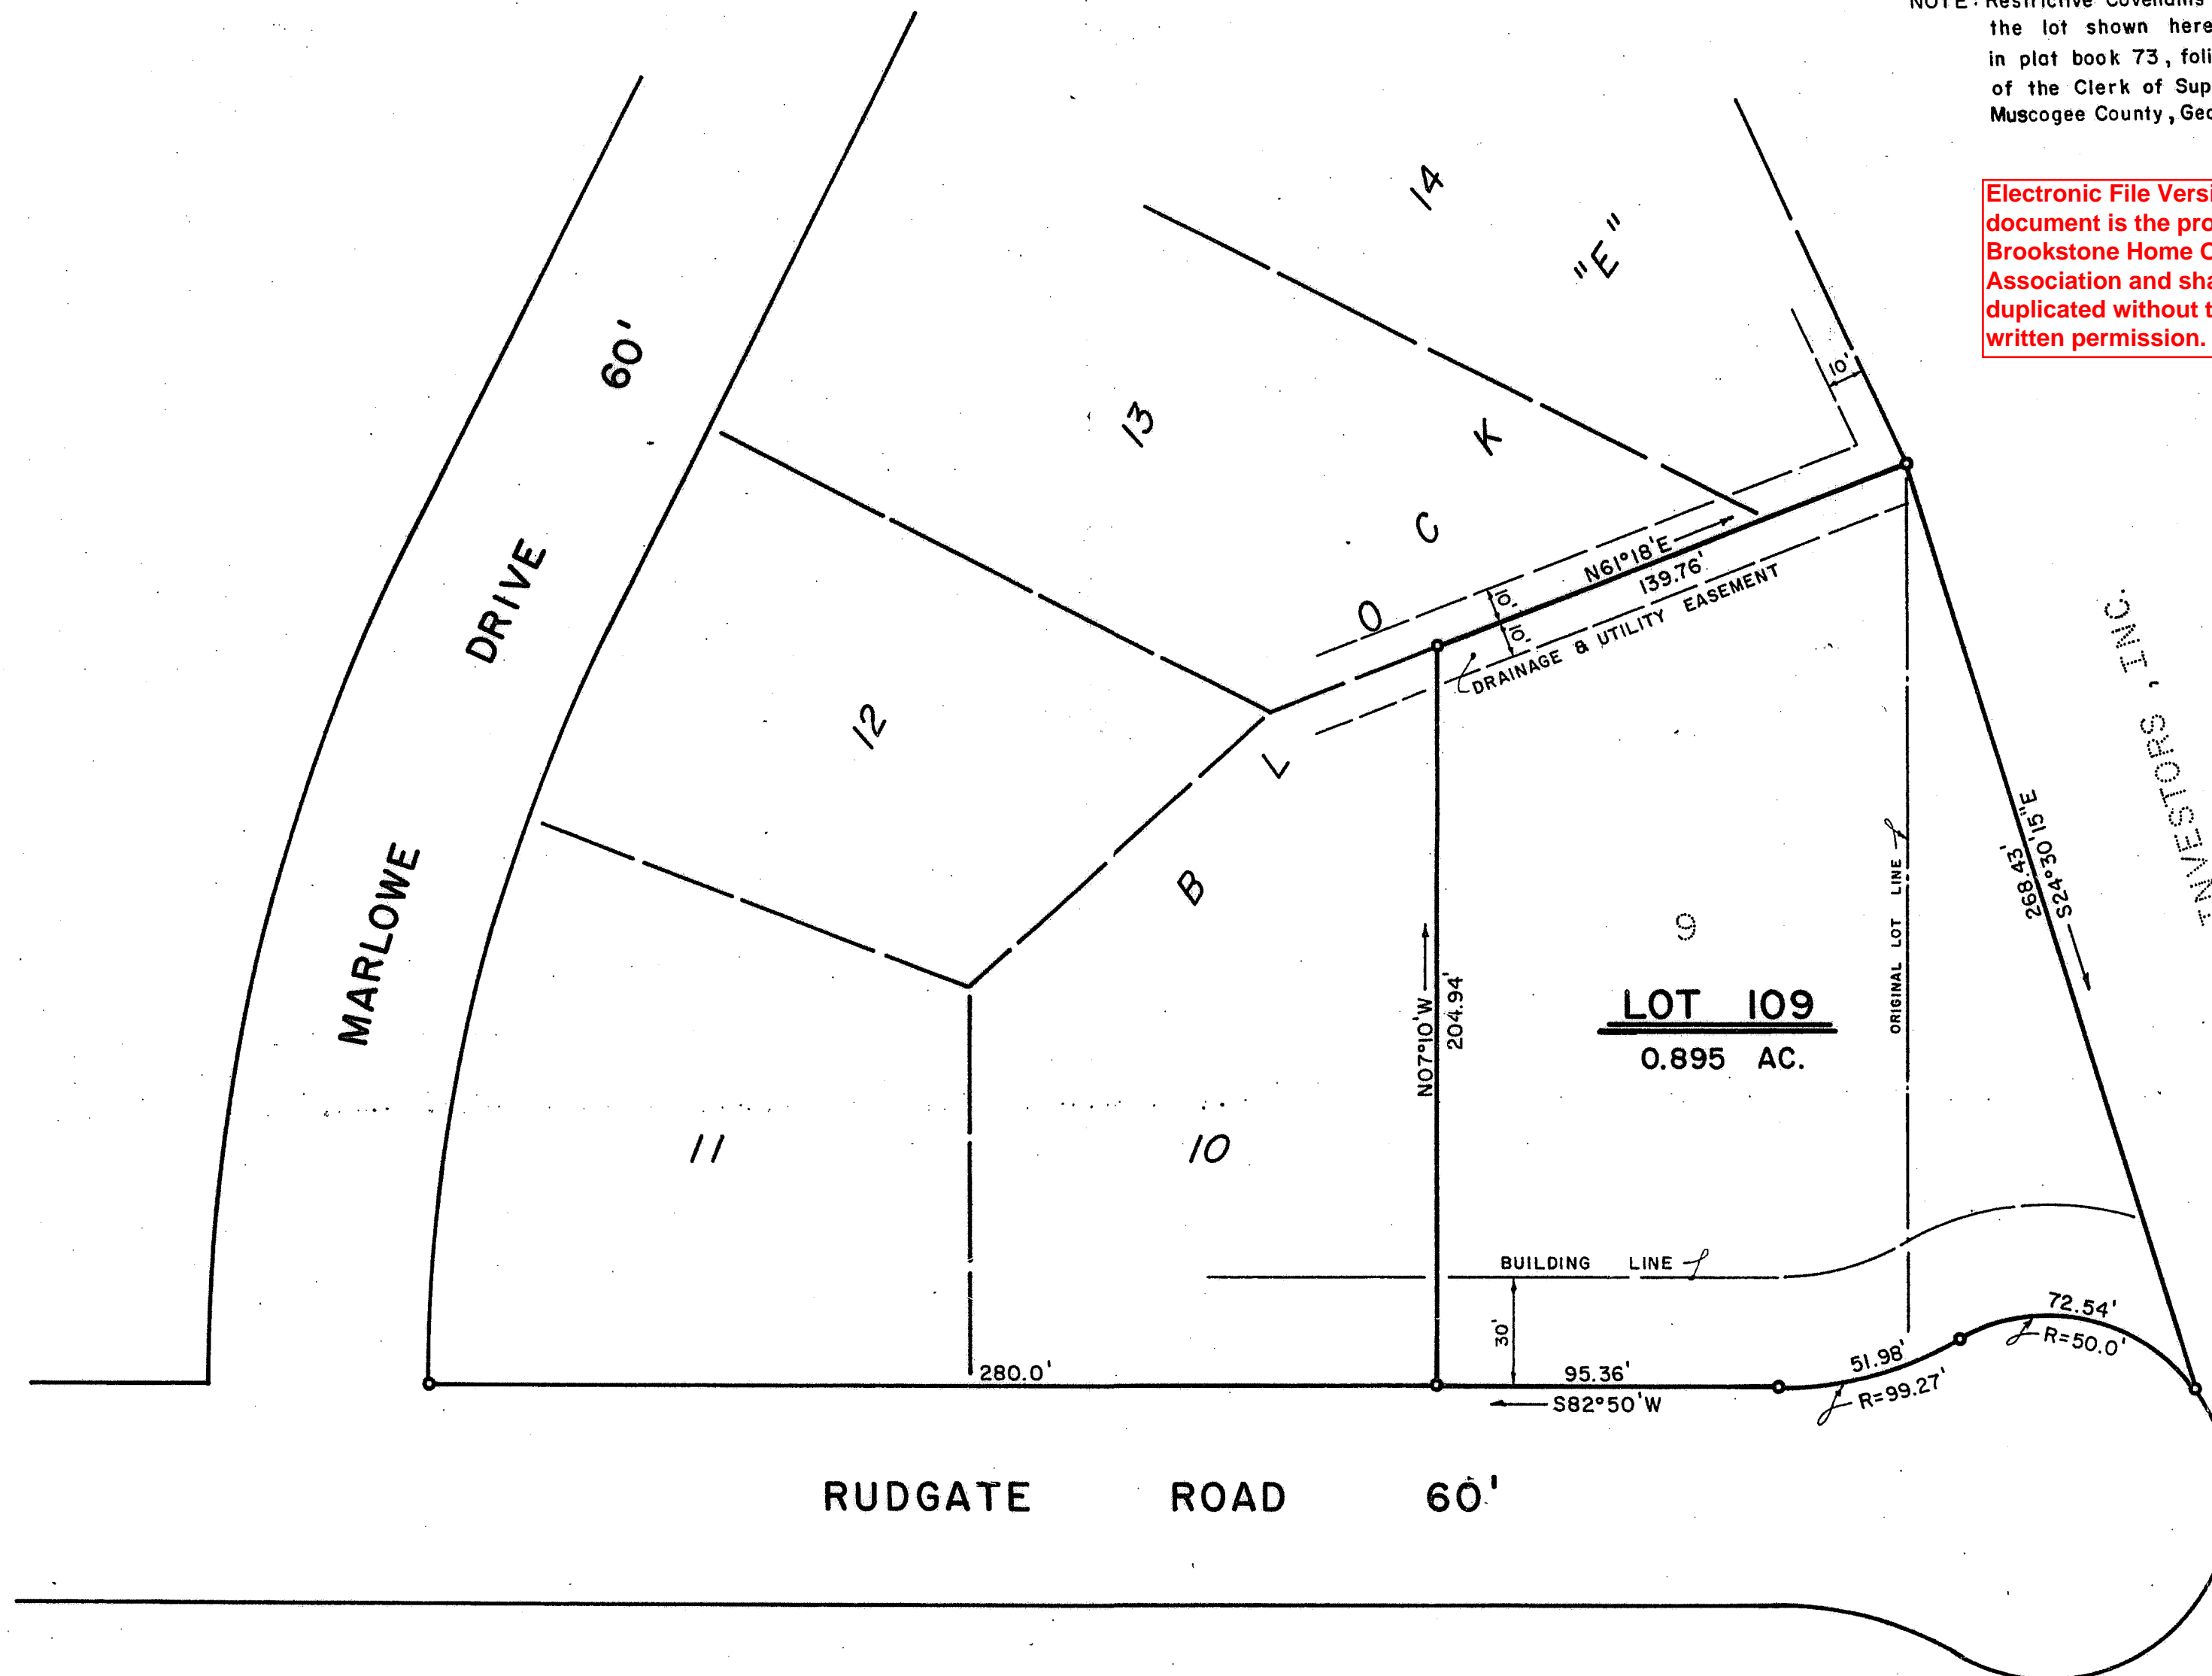 NOTE: Restrictive Covenants
the lot shown here
in plat book 73, foli
of the Clerk of Sup
Muscogee County, Geo
Electronic File Versi
document is the pro
Brookstone Home O
Association and sha
duplicated without t
written permission.
14
"E"
60'
13
10'
BLOCK
N61°18'E
139.76'
10'
10'
DRAINAGE & UTILITY EASEMENT
DRIVE
MARLOWE
12
INVESTORS, INC.
268.43'
S24°30'15"E
ORIGINAL LOT LINE
9
LOT 109
0.895 AC.
N07°10'W
204.94'
11
10
BUILDING LINE
30'
72.54'
R=50.0'
51.98'
R=99.27'
280.0'
95.36'
S82°50'W
RUDGATE ROAD 60'